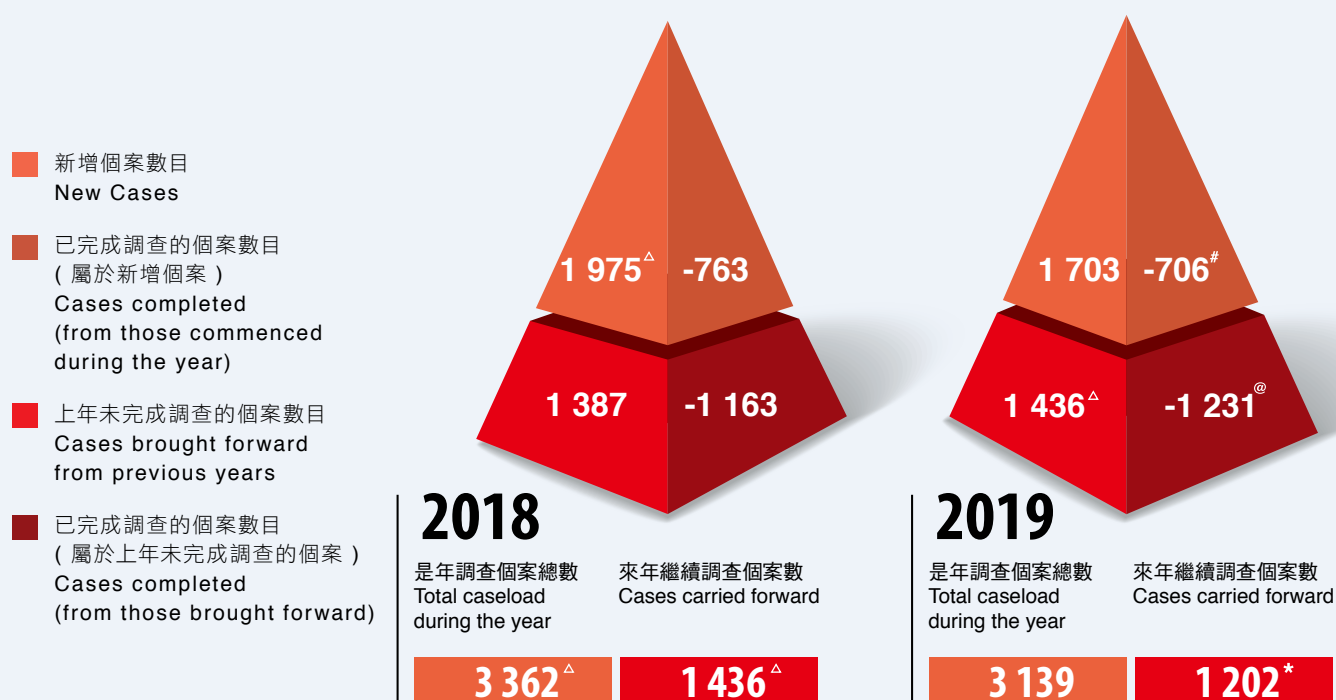 新增個案數目
New Cases
已完成調查的個案數目
( 屬於新增個案 )
Cases completed
(from those commenced
during the year)
上年未完成調查的個案數目
Cases brought forward
from previous years
已完成調查的個案數目
( 屬於上年未完成調查的個案 )
Cases completed
(from those brought forward)
1 975△ -763
1 387 -1 163
2018
是年調查個案總數
Total caseload
during the year
3 362△
來年繼續調查個案數
Cases carried forward
1 436△
1 703 -706#
1 436△ -1 231@
2019
是年調查個案總數
Total caseload
during the year
3 139
來年繼續調查個案數
Cases carried forward
1 202*